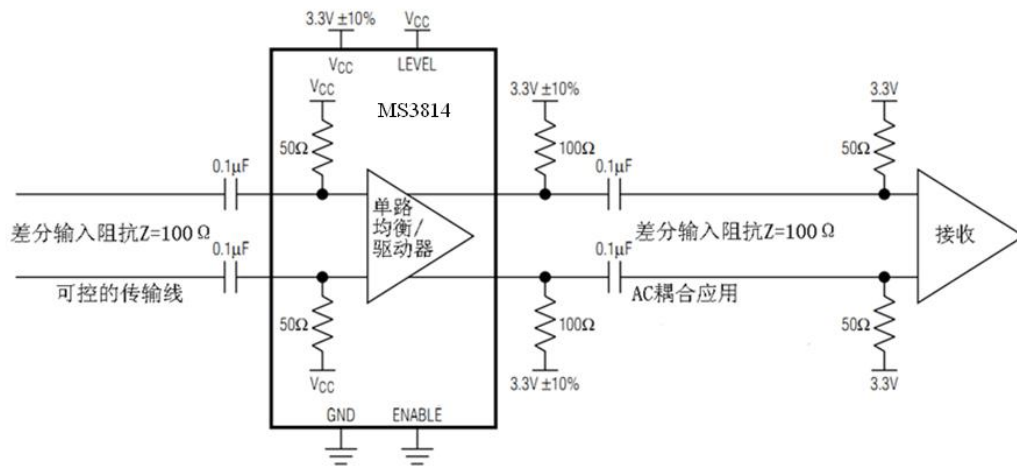 3.3V ±10%
VCC
VCC
LEVEL
MS3814
VCC
50Ω
0.1μF
3.3V ±10%
100Ω
0.1μF
3.3V
50Ω
差分输入阻抗Z=100Ω
单路
均衡/
驱动器
差分输入阻抗Z=100Ω
接收
0.1μF
可控的传输线
0.1μF
AC耦合应用
50Ω
VCC
100Ω
3.3V ±10%
50Ω
3.3V
GND
ENABLE